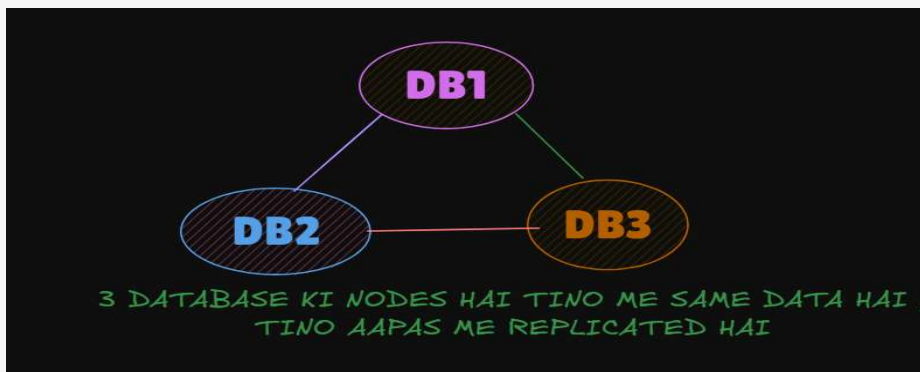 DB1
DB2
DB3
3 DATABASE KI NODES HAI TINO ME SAME DATA HAI
TINO AAPAS ME REPLICATED HAI